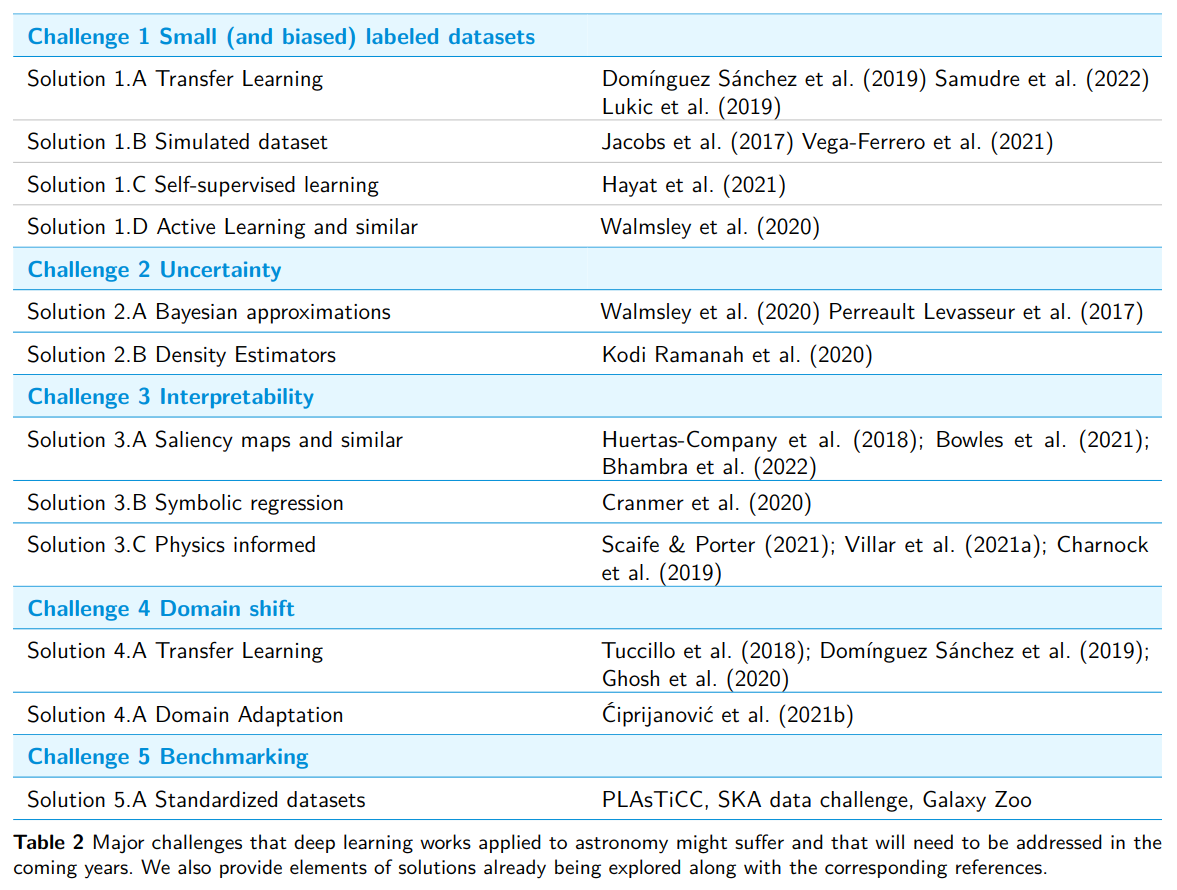 Challenge 1 Small (and biased) labeled datasets
Solution 1.A Transfer Learning Domínguez Sánchez et al. (2019) Samudre et al. (2022)
Lukic et al. (2019)
Solution 1.B Simulated dataset Jacobs et al. (2017) Vega-Ferrero et al. (2021)
Solution 1.C Self-supervised learning Hayat et al. (2021)
Solution 1.D Active Learning and similar Walmsley et al. (2020)
Challenge 2 Uncertainty
Solution 2.A Bayesian approximations Walmsley et al. (2020) Perreault Levasseur et al. (2017)
Solution 2.B Density Estimators Kodi Ramanah et al. (2020)
Challenge 3 Interpretability
Solution 3.A Saliency maps and similar Huertas-Company et al. (2018); Bowles et al. (2021);
Bhambra et al. (2022)
Solution 3.B Symbolic regression Cranmer et al. (2020)
Solution 3.C Physics informed Scaife & Porter (2021); Villar et al. (2021a); Charnock
et al. (2019)
Challenge 4 Domain shift
Solution 4.A Transfer Learning Tuccillo et al. (2018); Domínguez Sánchez et al. (2019);
Ghosh et al. (2020)
Solution 4.A Domain Adaptation Ćiprijanović et al. (2021b)
Challenge 5 Benchmarking
Solution 5.A Standardized datasets PLAsTiCC, SKA data challenge, Galaxy Zoo
Table 2 Major challenges that deep learning works applied to astronomy might suffer and that will need to be addressed in the
coming years. We also provide elements of solutions already being explored along with the corresponding references.